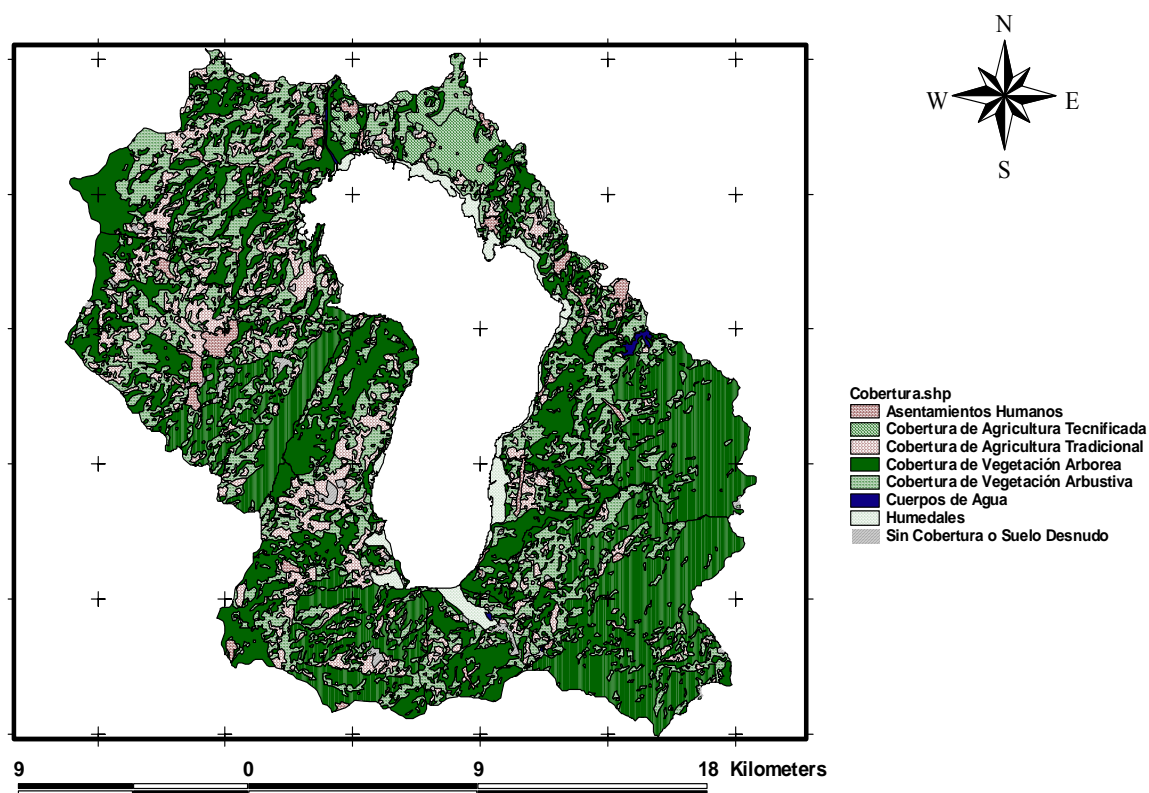 N
W E
S
Cobertura.shp
Asentamientos Humanos
Cobertura de Agricultura Tecnificada
Cobertura de Agricultura Tradicional
Cobertura de Vegetación Arborea
Cobertura de Vegetación Arbustiva
Cuerpos de Agua
Humedales
Sin Cobertura o Suelo Desnudo
9 0 9 18 Kilometers